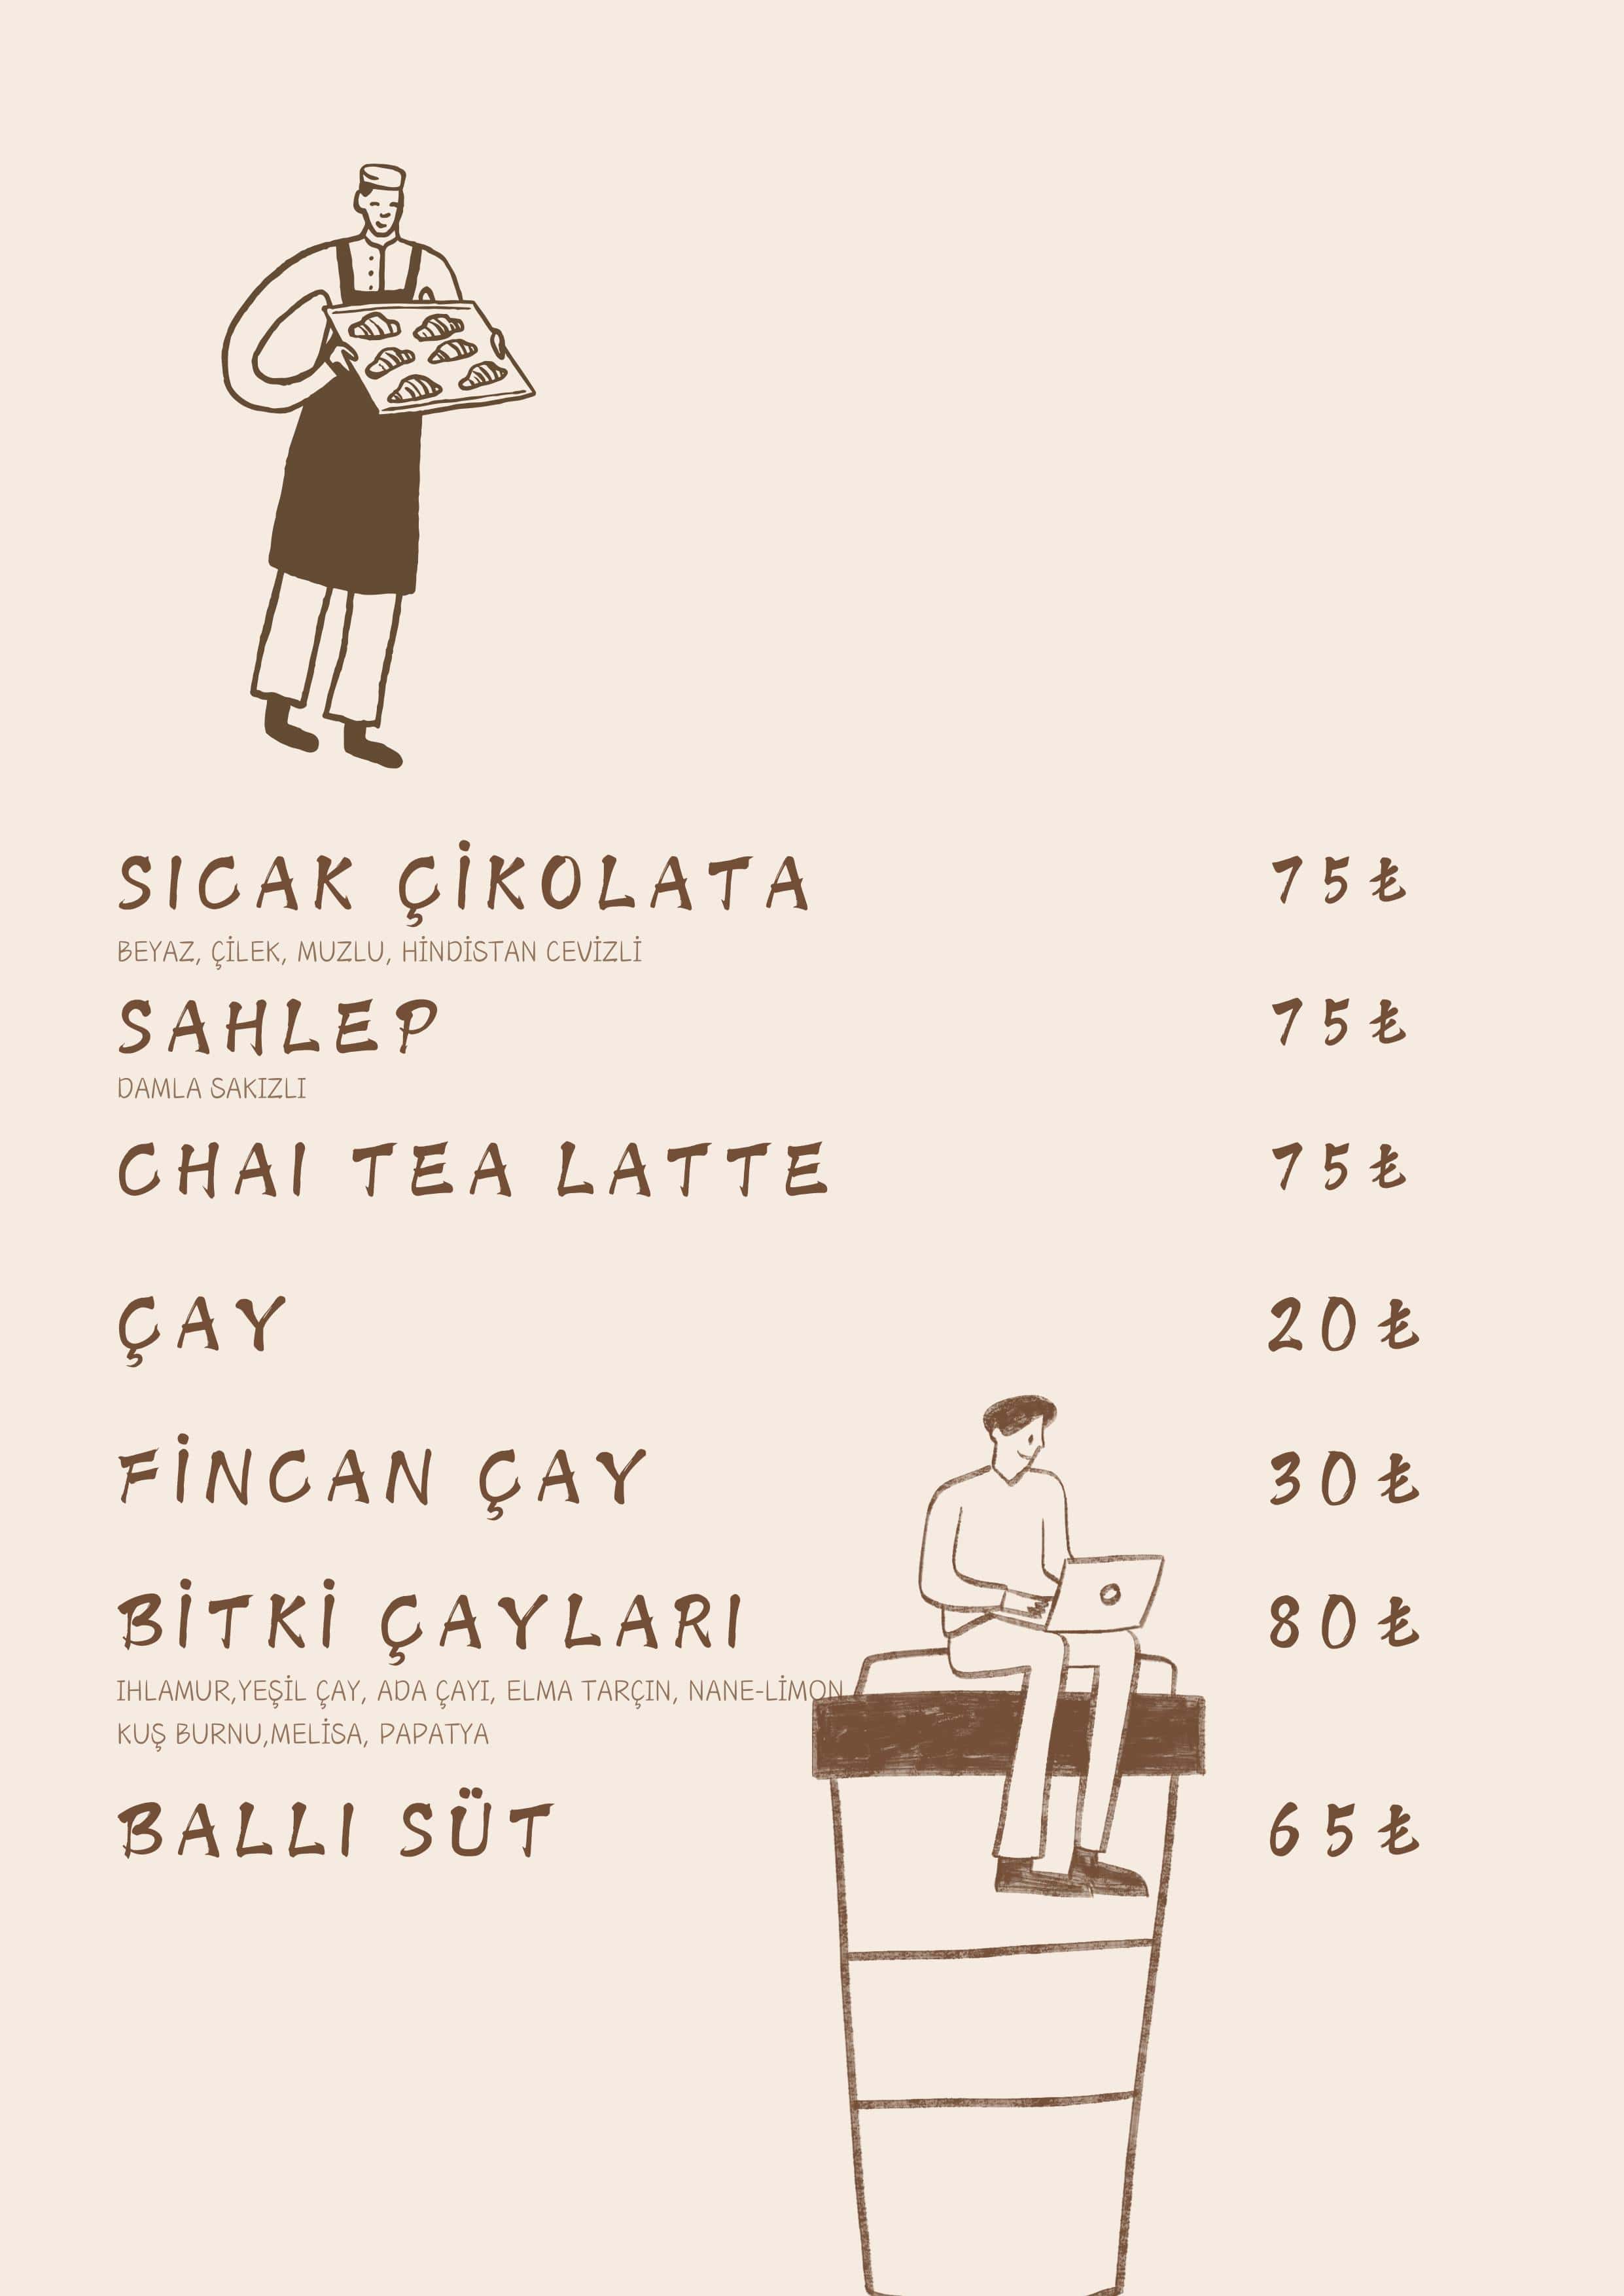 SICAK ÇİKOLATA 75₺
BEYAZ, ÇİLEK, MUZLU, HİNDİSTAN CEVİZLİ
SAHLEP 75₺
DAMLA SAKIZLI
CHAI TEA LATTE 75₺
ÇAY 20₺
FİNCAN ÇAY 30₺
BİTKİ ÇAYLARI 80₺
IHLAMUR,YEŞİL ÇAY, ADA ÇAYI, ELMA TARÇIN, NANE-LİMON
KUŞ BURNU,MELİSA, PAPATYA
BALLI SÜT 65₺